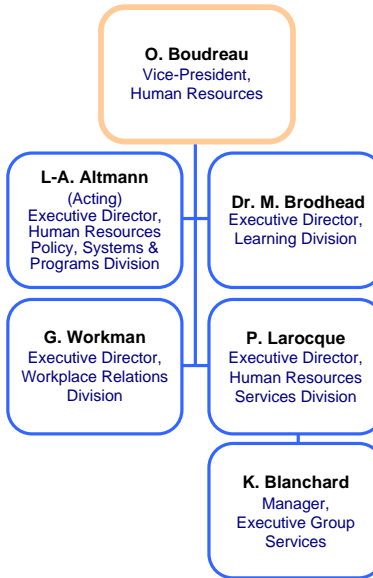 O. Boudreau
Vice-President,
Human Resources
L-A. Altmann
(Acting)
Executive Director,
Human Resources
Policy, Systems &
Programs Division
Dr. M. Brodhead
Executive Director,
Learning Division
G. Workman
Executive Director,
Workplace Relations
Division
P. Larocque
Executive Director,
Human Resources
Services Division
K. Blanchard
Manager,
Executive Group
Services